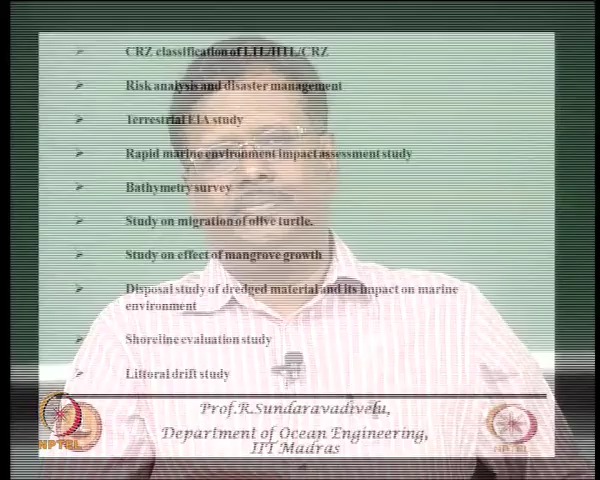 CRZ classification of LTL/HTL/CRZ
Risk analysis and disaster management
Terrestrial EIA study
Rapid marine environment impact assessment study
Bathymetry survey
Study on migration of olive turtle.
Study on effect of mangrove growth
Disposal study of dredged material and its impact on marine
environment
Shoreline evaluation study
Littoral drift study
Prof.R.Sundaravadivelu,
Department of Ocean Engineering,
IIT Madras
NPTEL
NPTEL